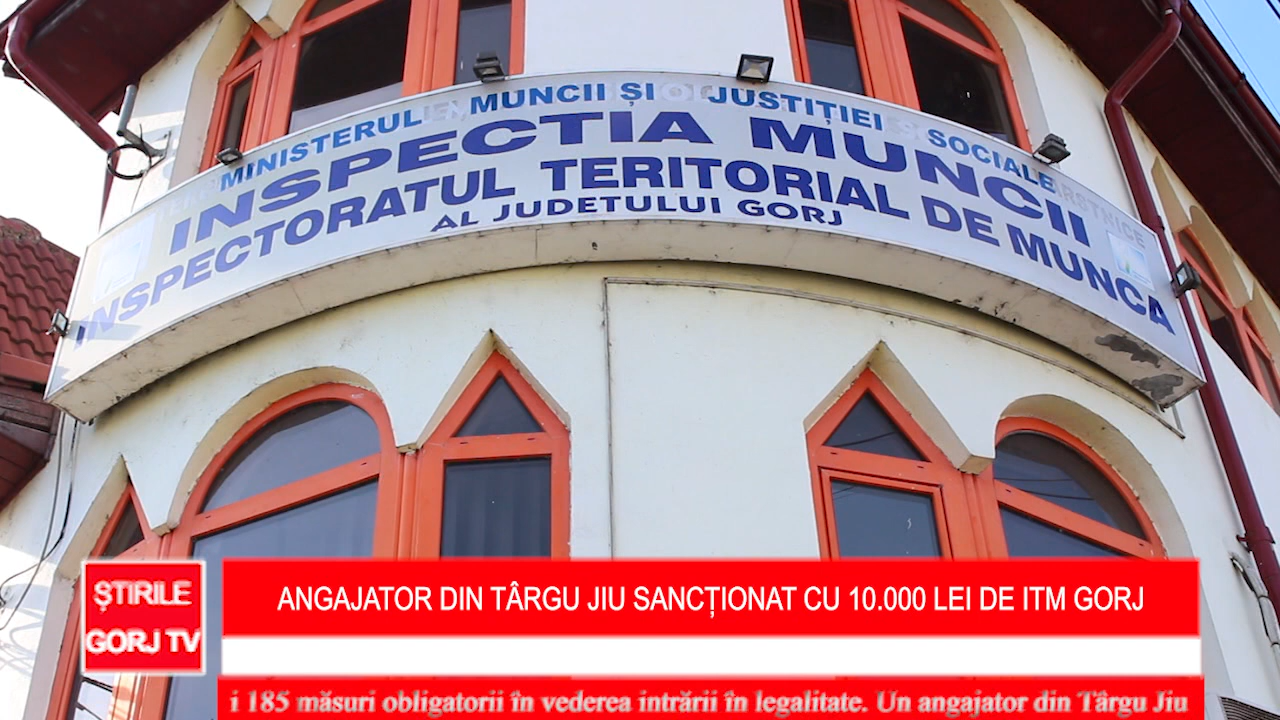 MINISTERUL MUNCII ȘI JUSTIȚIEI SOCIALE
INSPECTIA MUNCII
INSPECTORATUL TERITORIAL DE MUNCA
AL JUDETULUI GORJ
ȘTIRILE
GORJ TV
ANGAJATOR DIN TÂRGU JIU SANCȚIONAT CU 10.000 LEI DE ITM GORJ
i 185 măsuri obligatorii în vederea intrării în legalitate. Un angajator din Târgu Jiu